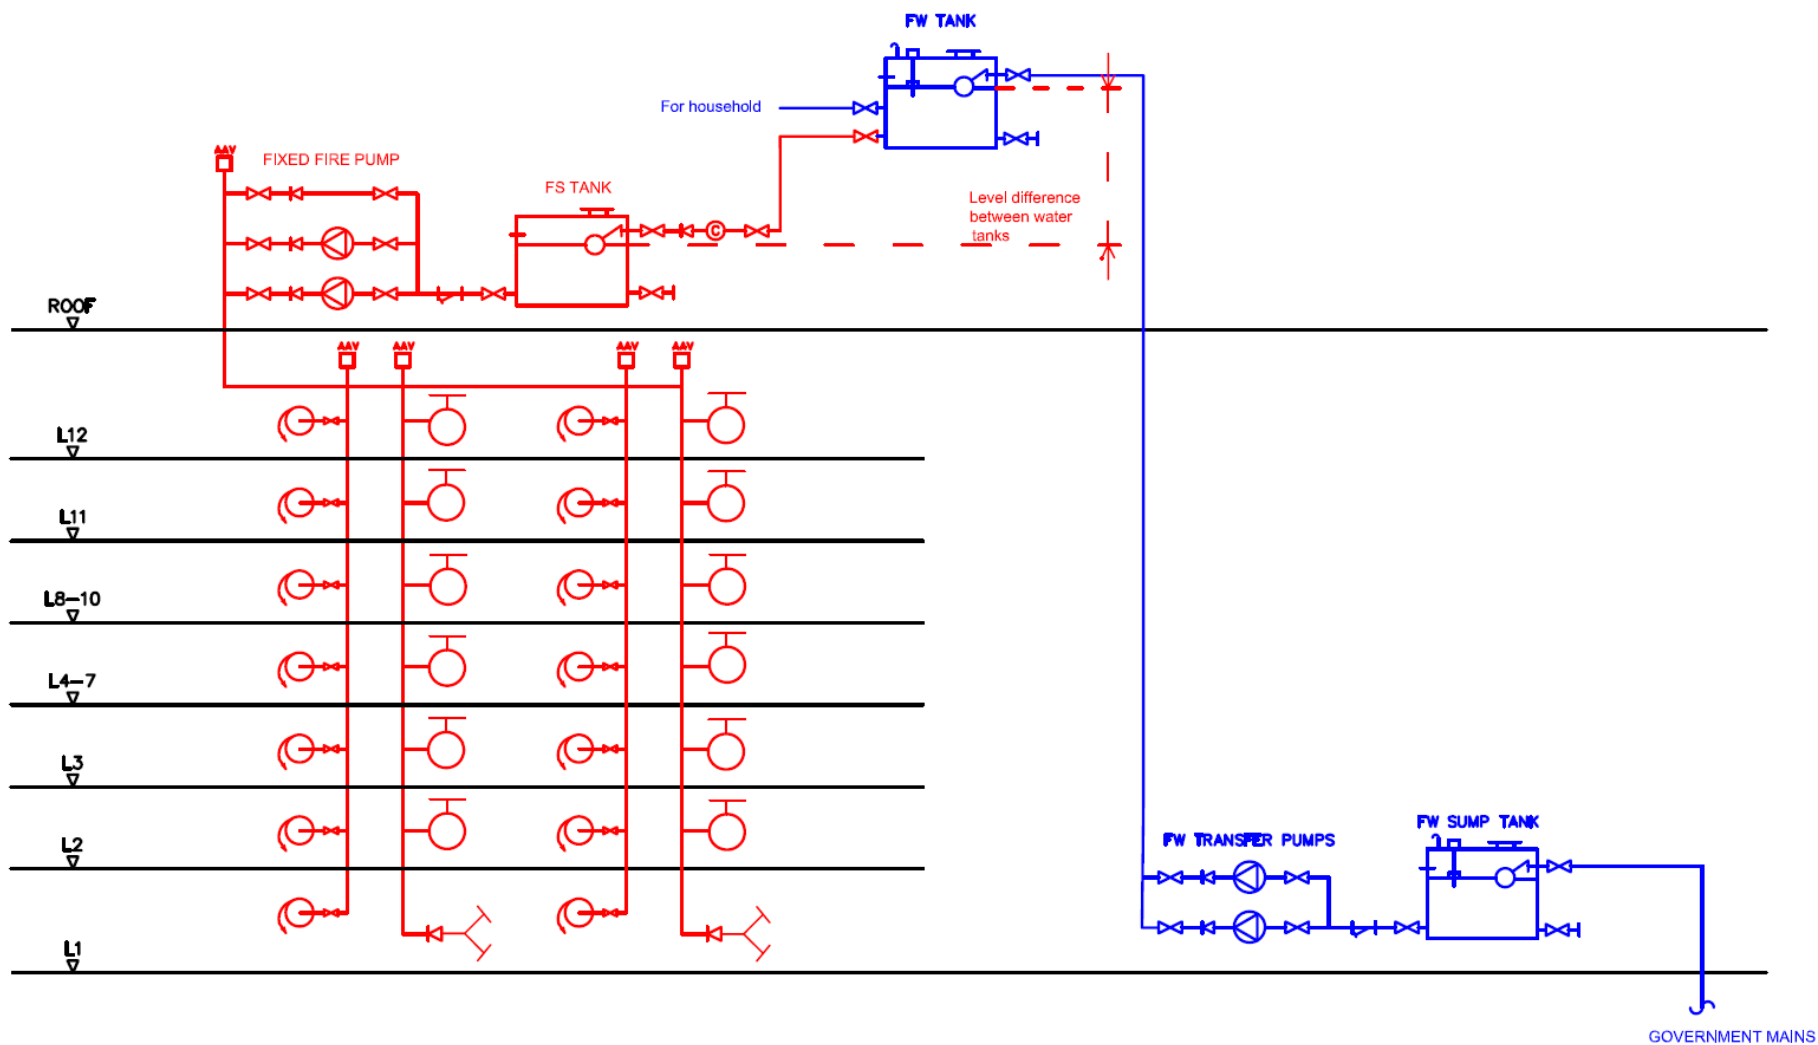 FW TANK
For household
AAV
FIXED FIRE PUMP
FS TANK
C
Level difference
between water
tanks
ROOF
AAV
AAV
AAV
AAV
L12
L11
L8-10
L4-7
L3
L2
FW TRANSFER PUMPS
FW SUMP TANK
L1
GOVERNMENT MAINS